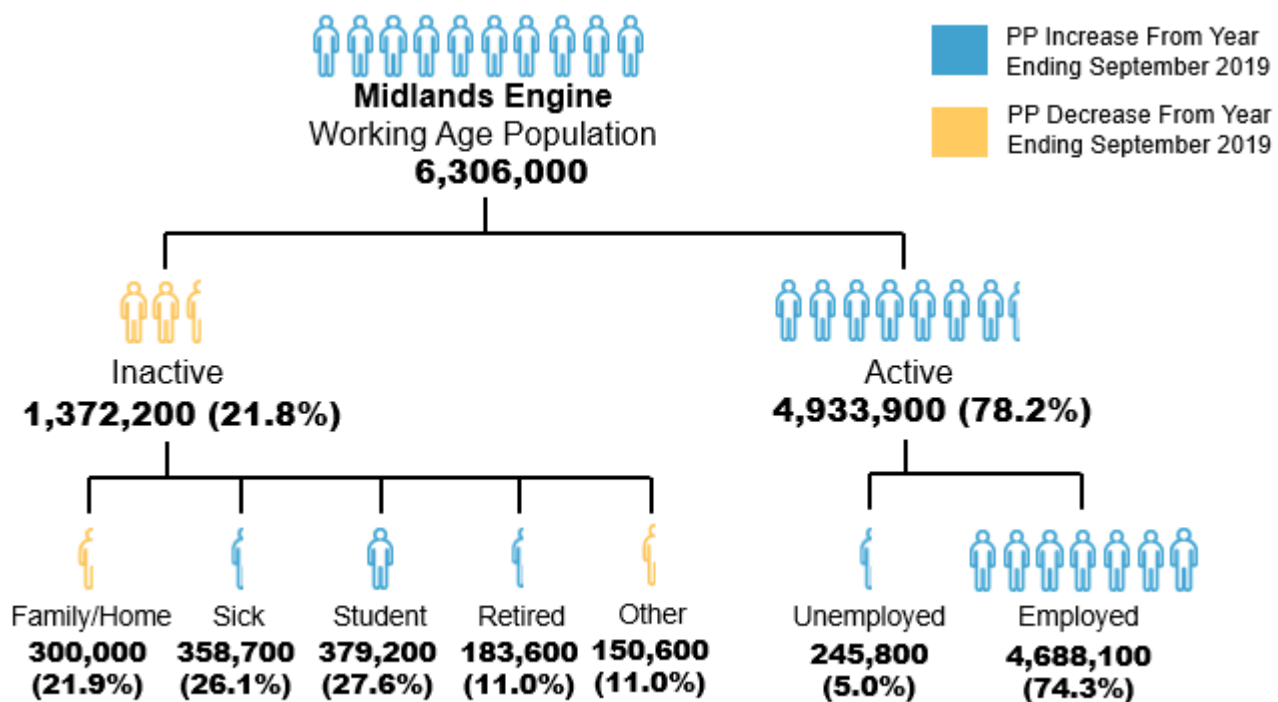 Midlands Engine
Working Age Population
6,306,000
PP Increase From Year
Ending September 2019
PP Decrease From Year
Ending September 2019
Inactive
1,372,200 (21.8%)
Active
4,933,900 (78.2%)
Family/Home
300,000
(21.9%)
Sick
358,700
(26.1%)
Student
379,200
(27.6%)
Retired
183,600
(11.0%)
Other
150,600
(11.0%)
Unemployed
245,800
(5.0%)
Employed
4,688,100
(74.3%)